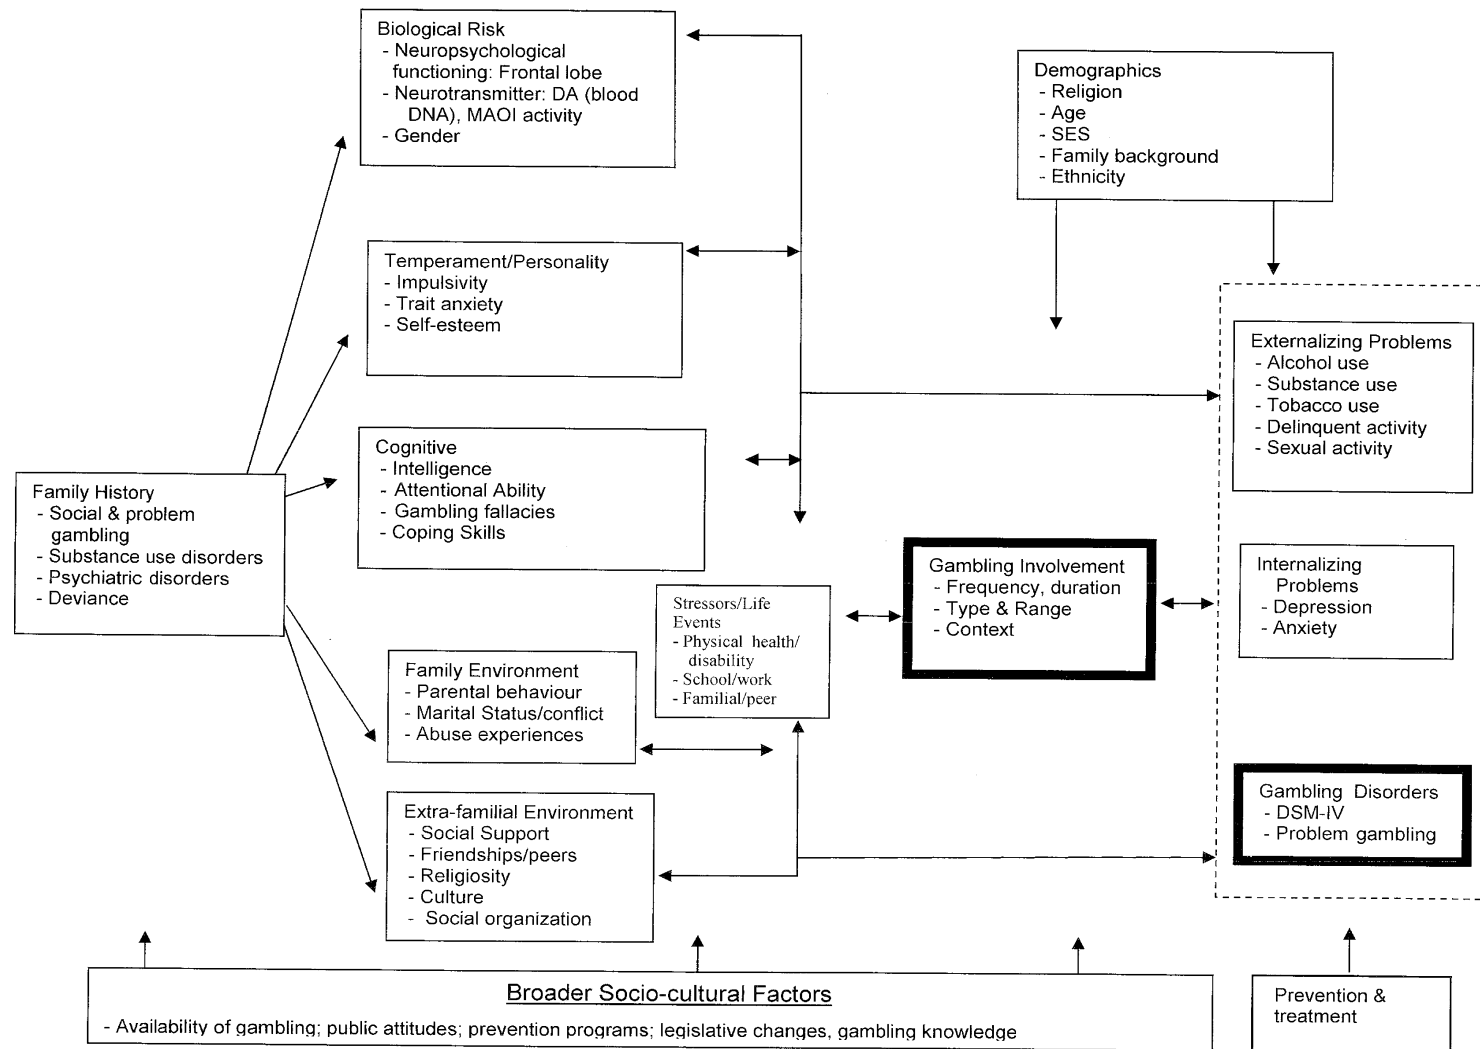 Biological Risk
- Neuropsychological
functioning: Frontal lobe
- Neurotransmitter: DA (blood
DNA), MAOI activity
- Gender
Demographics
- Religion
- Age
- SES
- Family background
- Ethnicity
Temperament/Personality
- Impulsivity
- Trait anxiety
- Self-esteem
Externalizing Problems
- Alcohol use
- Substance use
- Tobacco use
- Delinquent activity
- Sexual activity
Cognitive
- Intelligence
- Attentional Ability
- Gambling fallacies
- Coping Skills
Family History
- Social & problem
gambling
- Substance use disorders
- Psychiatric disorders
- Deviance
Stressors/Life
Events
- Physical health/
disability
- School/work
- Familial/peer
Gambling Involvement
- Frequency, duration
- Type & Range
- Context
Internalizing
Problems
- Depression
- Anxiety
Family Environment
- Parental behaviour
- Marital Status/conflict
- Abuse experiences
Extra-familial Environment
- Social Support
- Friendships/peers
- Religiosity
- Culture
- Social organization
Gambling Disorders
- DSM-IV
- Problem gambling
Broader Socio-cultural Factors
- Availability of gambling; public attitudes; prevention programs; legislative changes, gambling knowledge
Prevention &
treatment